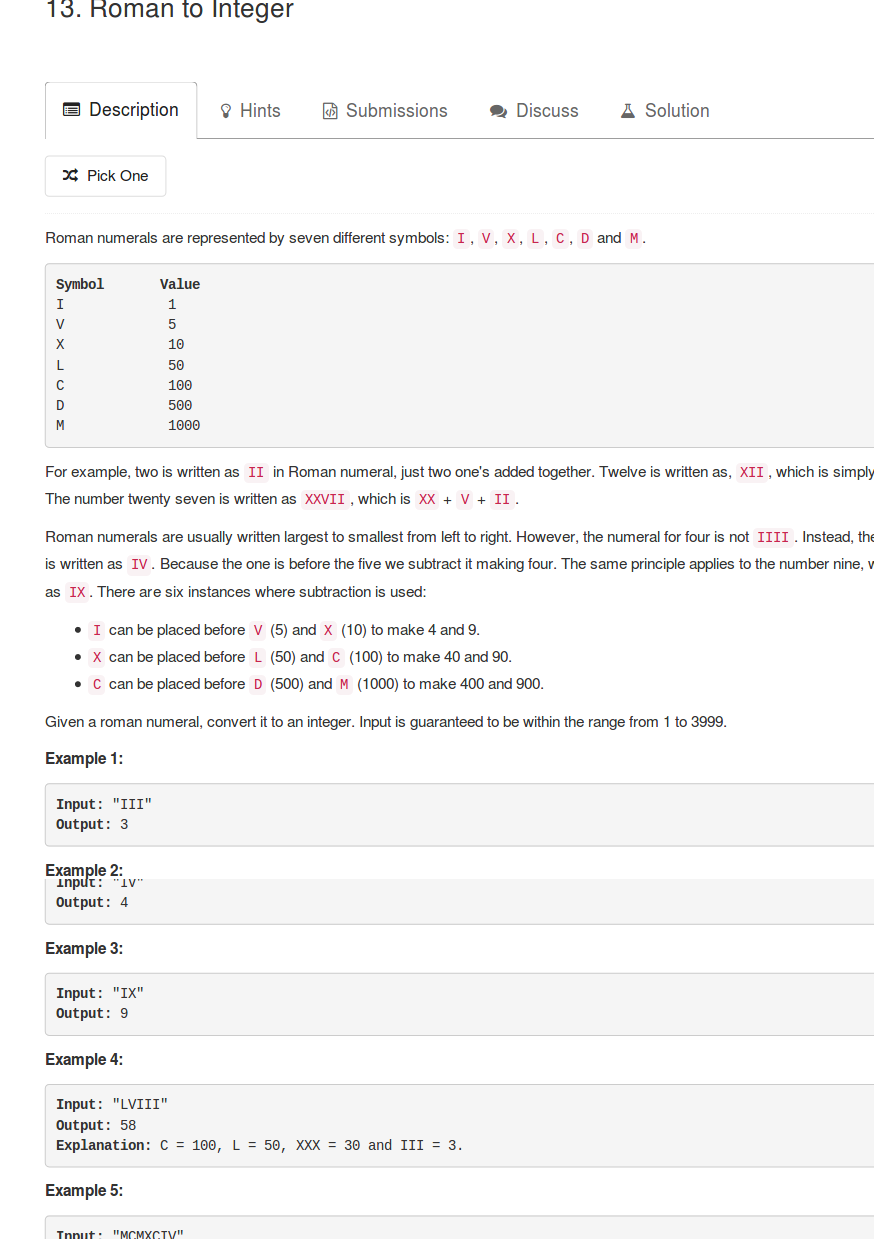 13. Roman to Integer
Description Hints Submissions Discuss Solution
Pick One
Roman numerals are represented by seven different symbols: I, V, X, L, C, D and M.
Symbol Value
I 1
V 5
X 10
L 50
C 100
D 500
M 1000
For example, two is written as II in Roman numeral, just two one's added together. Twelve is written as, XII, which is simply
The number twenty seven is written as XXVII, which is XX + V + II.
Roman numerals are usually written largest to smallest from left to right. However, the numeral for four is not IIII. Instead, the
is written as IV. Because the one is before the five we subtract it making four. The same principle applies to the number nine, w
as IX. There are six instances where subtraction is used:
• I can be placed before V (5) and X (10) to make 4 and 9.
• X can be placed before L (50) and C (100) to make 40 and 90.
• C can be placed before D (500) and M (1000) to make 400 and 900.
Given a roman numeral, convert it to an integer. Input is guaranteed to be within the range from 1 to 3999.
Example 1:
Input: "III"
Output: 3
Example 2:
Input: "IV"
Output: 4
Example 3:
Input: "IX"
Output: 9
Example 4:
Input: "LVIII"
Output: 58
Explanation: C = 100, L = 50, XXX = 30 and III = 3.
Example 5:
Input: "MCMXCIV"